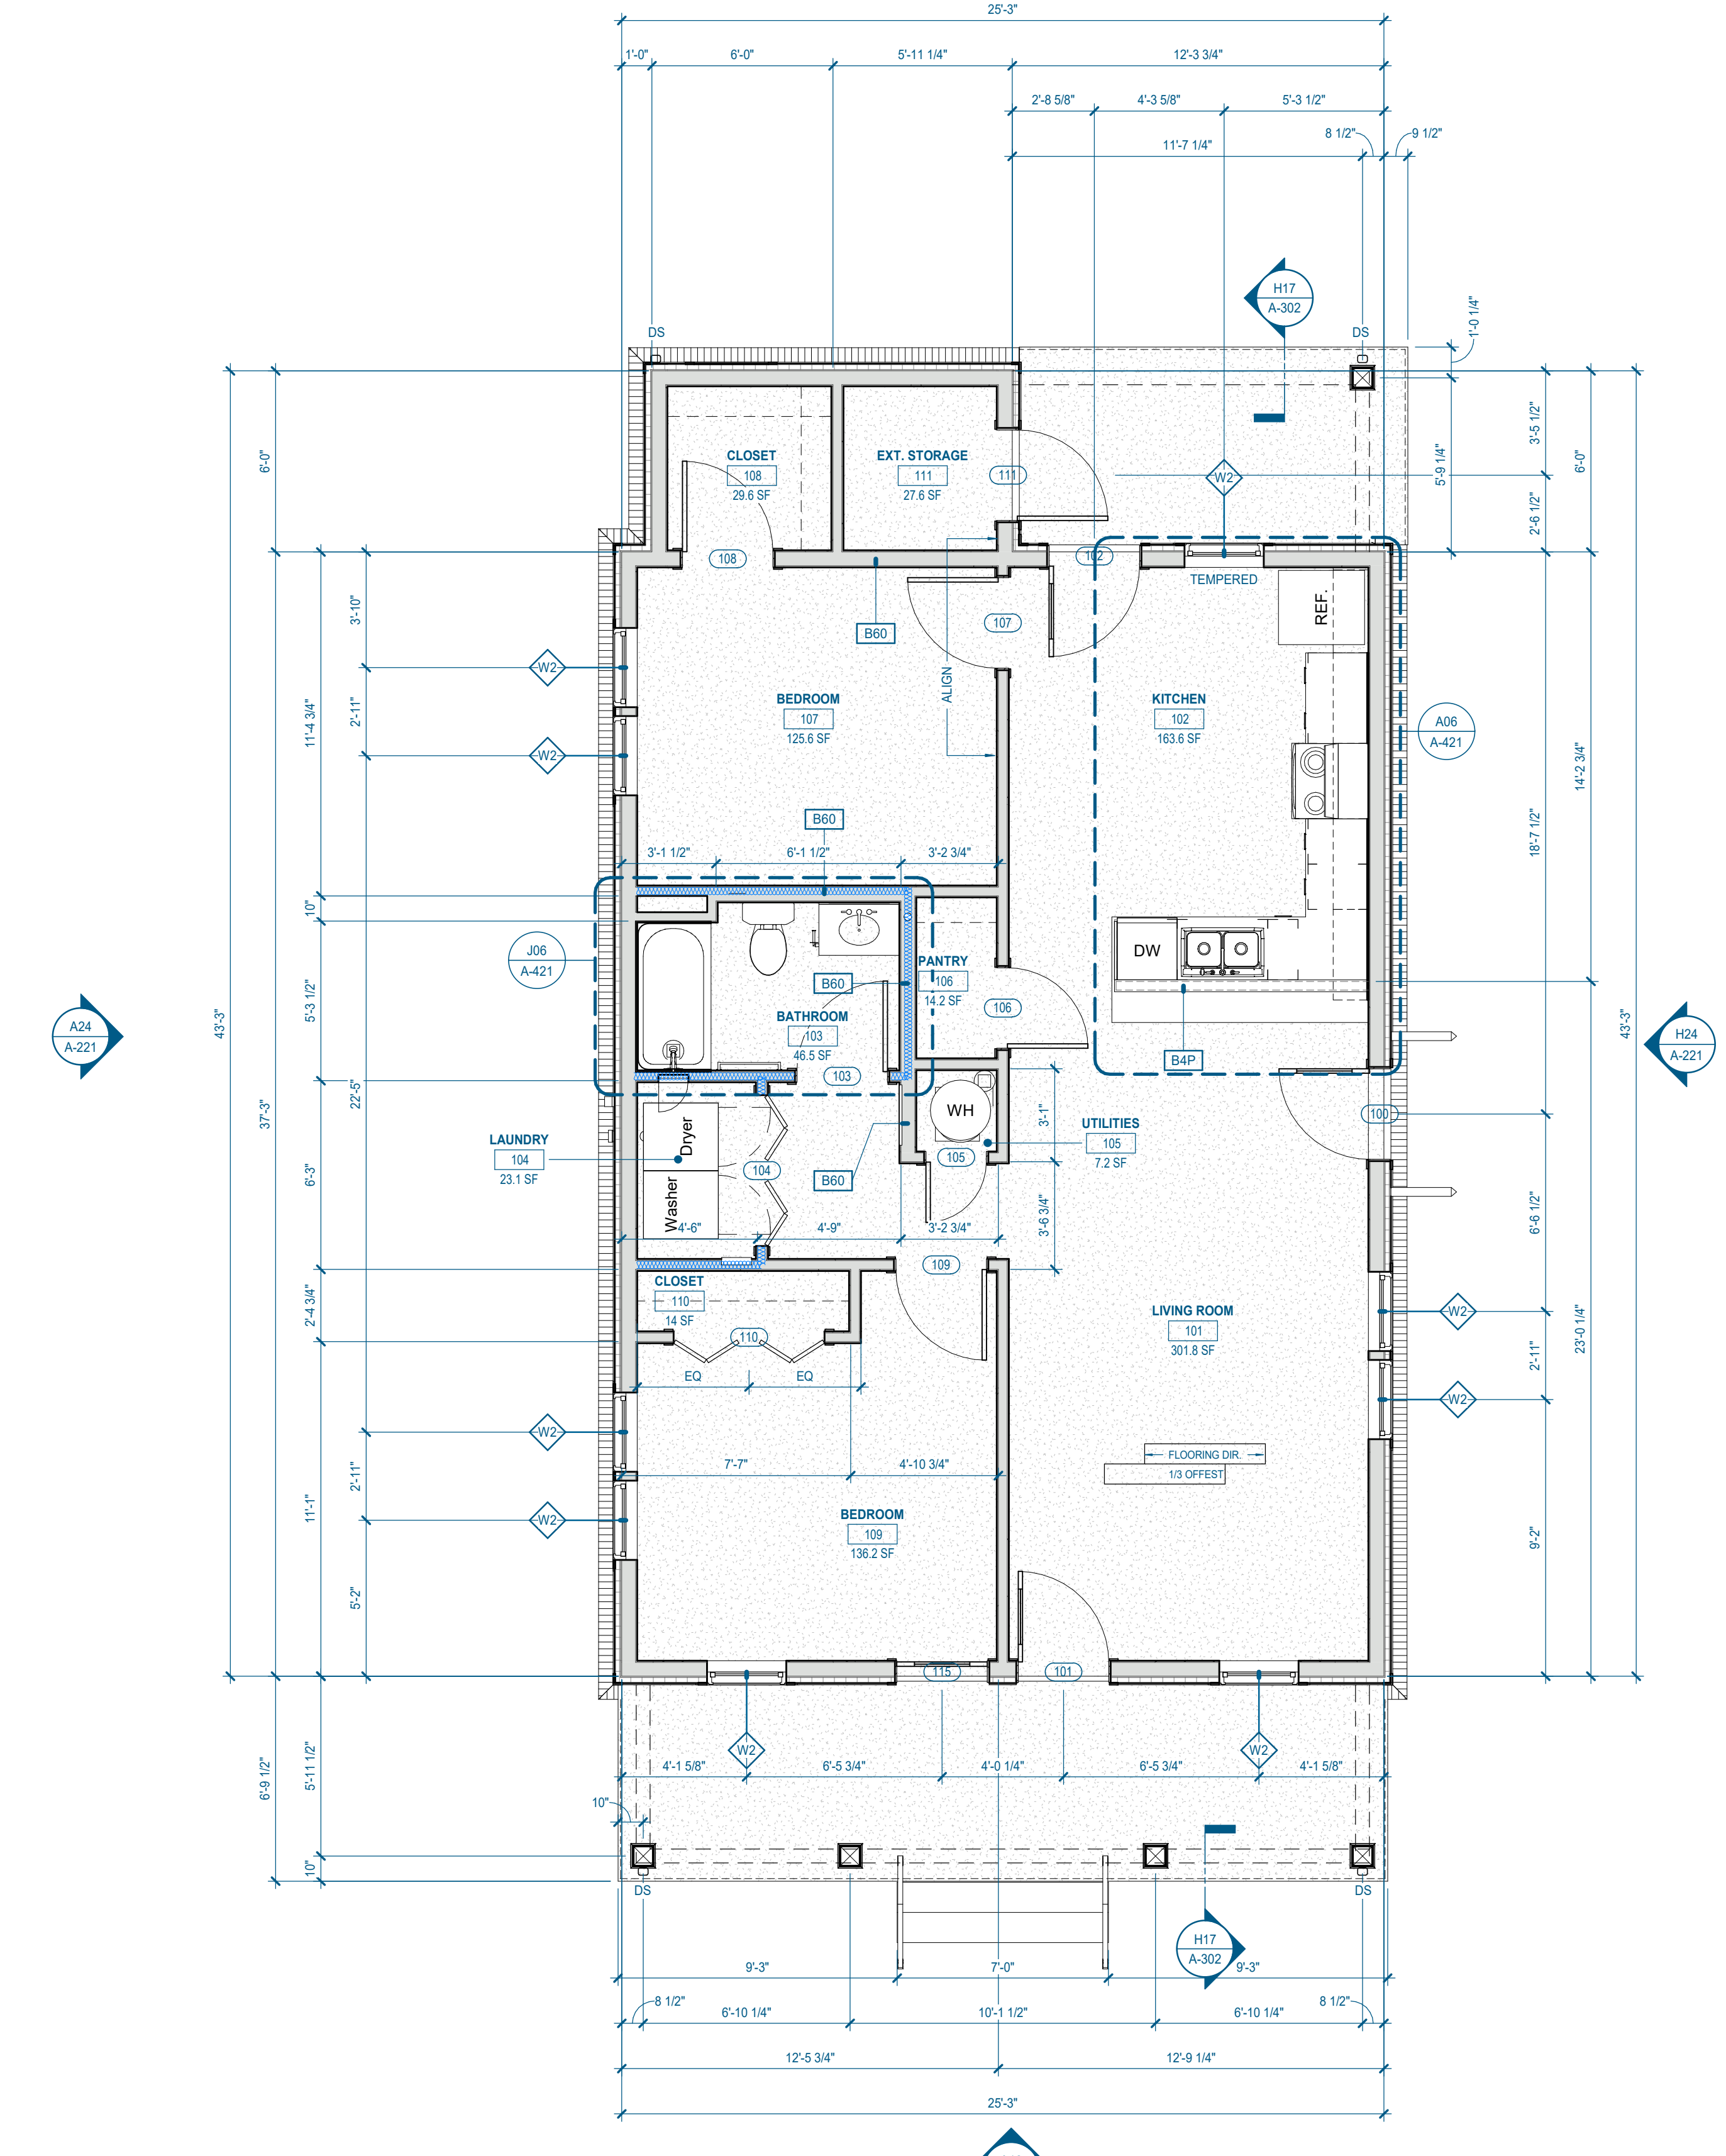 25'-3"
1'-0"
6'-0"
5'-11 1/4"
12'-3 3/4"
2'-8 5/8"
4'-3 5/8"
5'-3 1/2"
11'-7 1/4"
8 1/2"
9 1/2"
H17
A-302
DS
DS
1'-0 1/4"
6'-0"
CLOSET
108
29.6 SF
EXT. STORAGE
111
27.6 SF
111
W2
5'-9 1/4"
3'-5 1/2"
2'-6 1/2"
6'-0"
108
102
TEMPERED
REF.
107
B60
3'-10"
W2
2'-11"
W2
11'-4 3/4"
ALIGN
BEDROOM
107
125.6 SF
KITCHEN
102
163.6 SF
A06
A-421
14'-2 3/4"
18'-7 1/2"
B60
3'-1 1/2"
6'-1 1/2"
3'-2 3/4"
10"
J06
A-421
5'-3 1/2"
DW
PANTRY
106
14.2 SF
B60
BATHROOM
103
46.5 SF
103
106
A24
A-221
43'-3"
43'-3"
H24
A-221
B4P
37'-3"
22'-5"
WH
3'-1"
UTILITIES
105
7.2 SF
100
LAUNDRY
104
23.1 SF
Dryer
Washer
104
105
B60
6'-3"
4'-6"
4'-9"
3'-2 3/4"
3'-6 3/4"
6'-6 1/2"
109
CLOSET
110
14 SF
110
2'-4 3/4"
EQ
EQ
LIVING ROOM
101
301.8 SF
W2
2'-11"
W2
23'-0 1/4"
W2
2'-11"
W2
FLOORING DIR.
1/3 OFFEST
7'-7"
4'-10 3/4"
11'-1"
BEDROOM
109
136.2 SF
9'-2"
5'-2"
115
101
W2
W2
4'-1 5/8"
6'-5 3/4"
4'-0 1/4"
6'-5 3/4"
4'-1 5/8"
6'-9 1/2"
5'-11 1/2"
10"
10"
DS
DS
H17
A-302
9'-3"
7'-0"
9'-3"
8 1/2"
6'-10 1/4"
10'-1 1/2"
6'-10 1/4"
8 1/2"
12'-5 3/4"
12'-9 1/4"
25'-3"